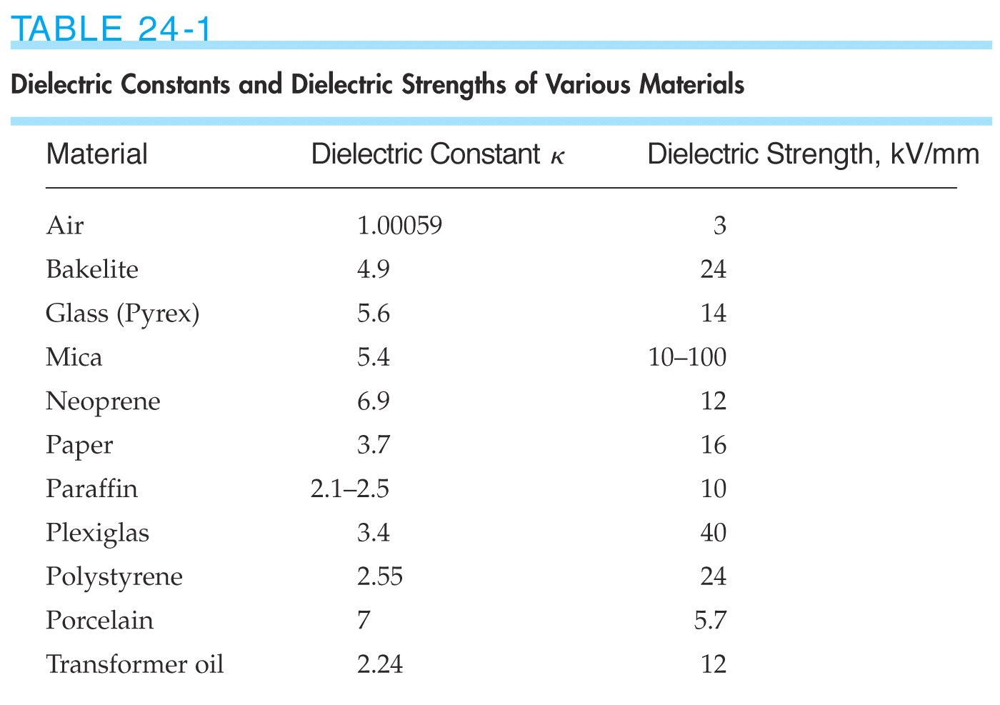 TABLE 24-1
Dielectric Constants and Dielectric Strengths of Various Materials
Material Dielectric Constant κ Dielectric Strength, kV/mm
Air 1.00059 3
Bakelite 4.9 24
Glass (Pyrex) 5.6 14
Mica 5.4 10–100
Neoprene 6.9 12
Paper 3.7 16
Paraffin 2.1–2.5 10
Plexiglas 3.4 40
Polystyrene 2.55 24
Porcelain 7 5.7
Transformer oil 2.24 12